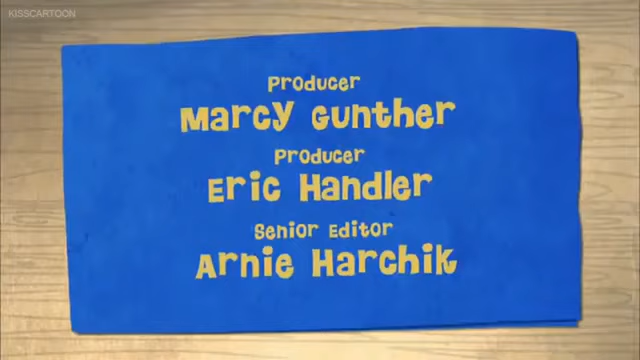 KISSCARTOON
Producer
Marcy Gunther
Producer
Eric Handler
Senior Editor
Arnie Harchik